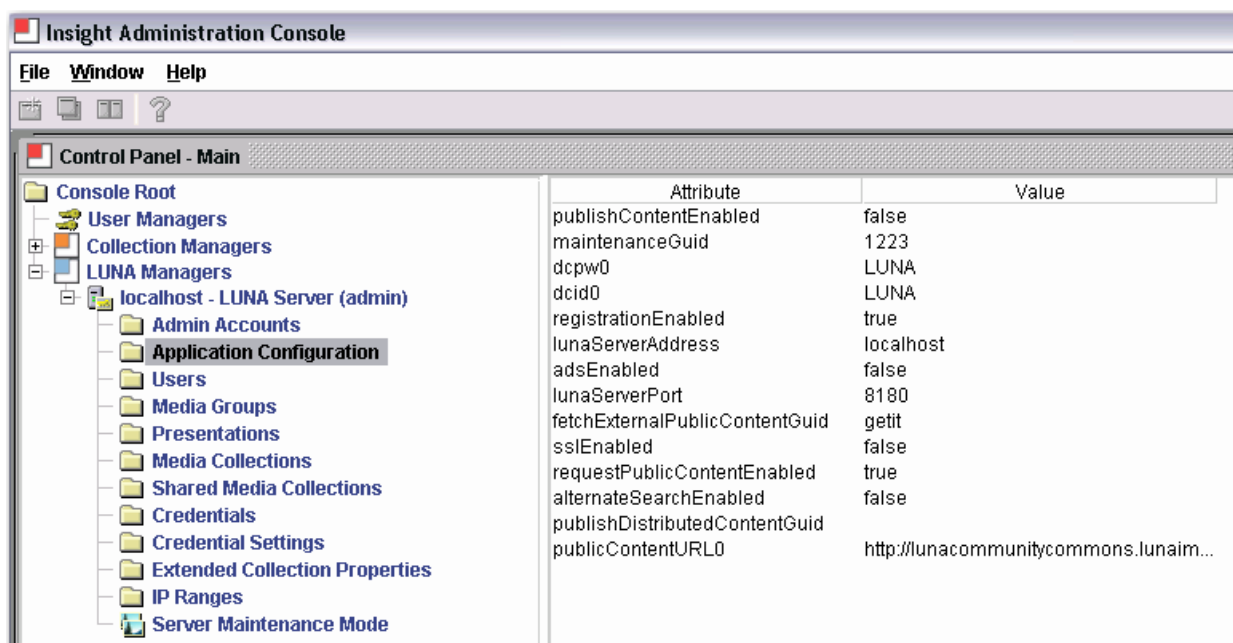 Insight Administration Console
File Window Help
Control Panel - Main
Console Root
User Managers
Collection Managers
LUNA Managers
localhost - LUNA Server (admin)
Admin Accounts
Application Configuration
Users
Media Groups
Presentations
Media Collections
Shared Media Collections
Credentials
Credential Settings
Extended Collection Properties
IP Ranges
Server Maintenance Mode
Attribute Value
publishContentEnabled false
maintenanceGuid 1223
dcpw0 LUNA
dcid0 LUNA
registrationEnabled true
lunaServerAddress localhost
adsEnabled false
lunaServerPort 8180
fetchExternalPublicContentGuid getit
sslEnabled false
requestPublicContentEnabled true
alternateSearchEnabled false
publishDistributedContentGuid
publicContentURL0 http://lunacommunitycommons.lunaim...